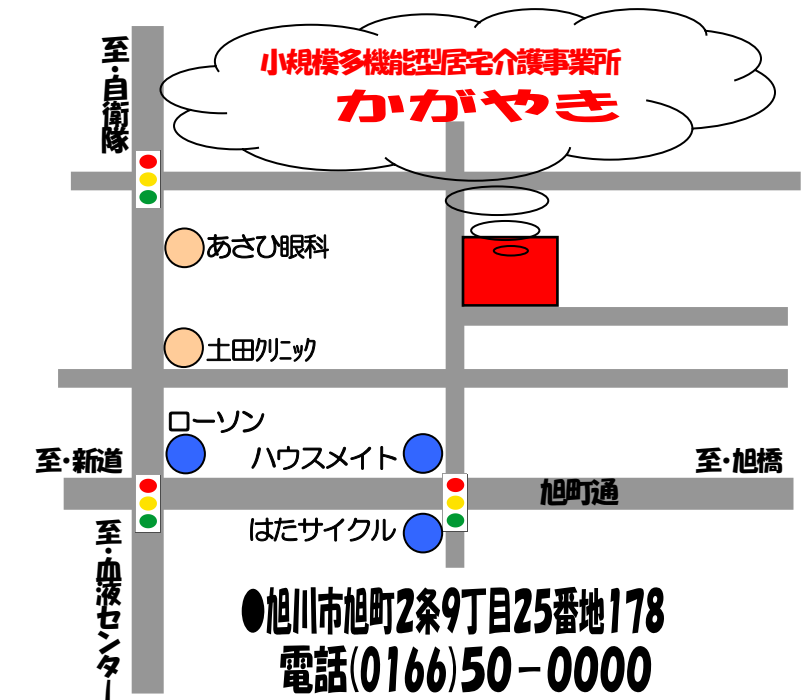 小規模多機能型居宅介護事業所
かがやき
至・自衛隊
あさひ眼科
土田クリニック
ローソン
至・新道
ハウスメイト
至・旭橋
旭町通
はたサイクル
至・血液センター
●旭川市旭町2条9丁目25番地178
電話(0166)50－0000